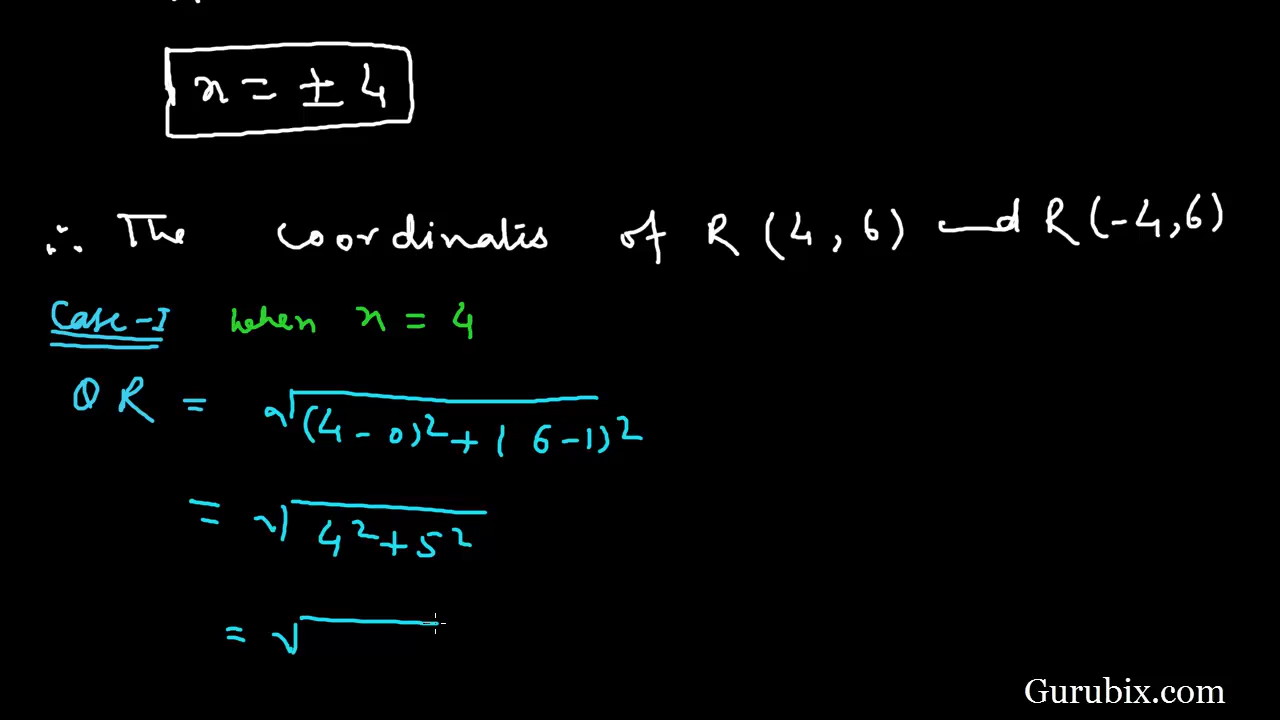 x = ± 4
∴ The coordinates of R (4, 6) and R (-4,6)
Case-I when x = 4
QR = √(4-0)² + (6-1)²
= √4² + 5²
= √
Gurubix.com